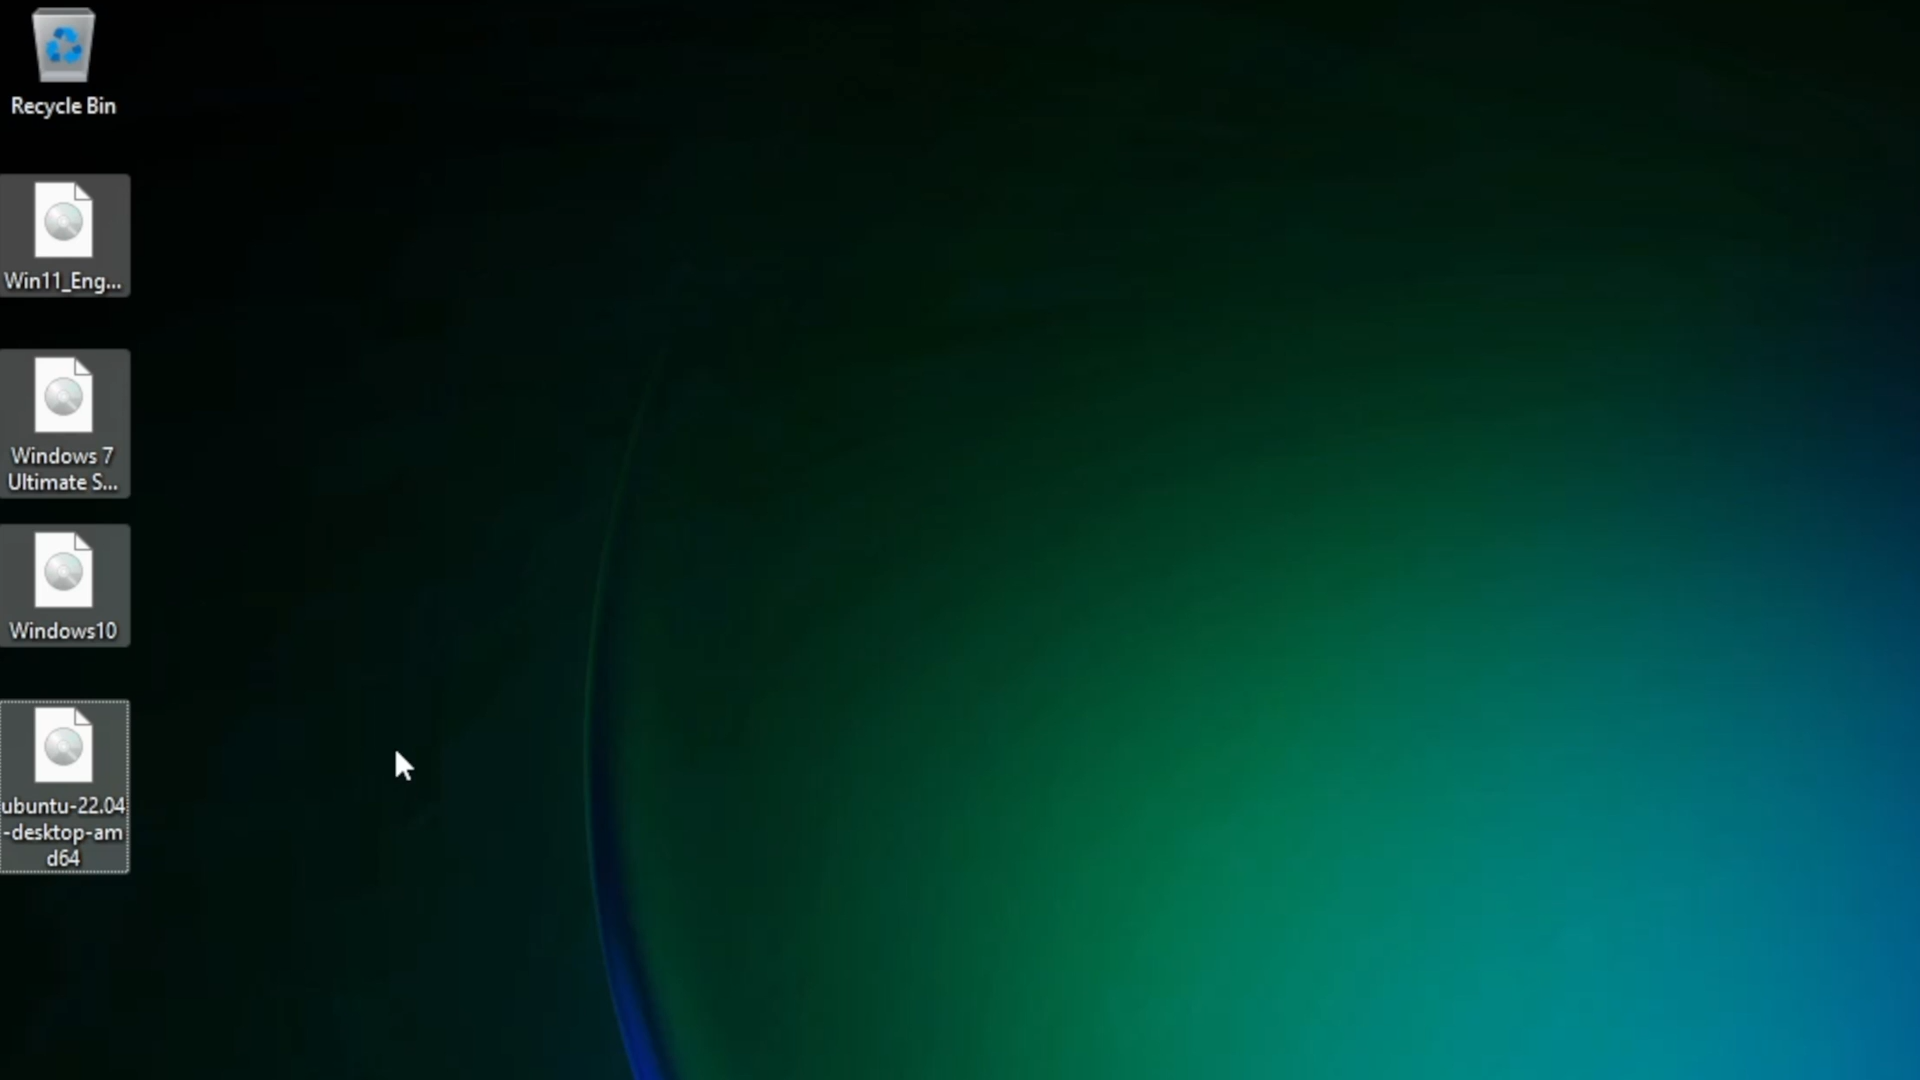 Recycle Bin
Win11_Eng...
Windows 7
Ultimate S...
Windows10
ubuntu-22.04
-desktop-am
d64